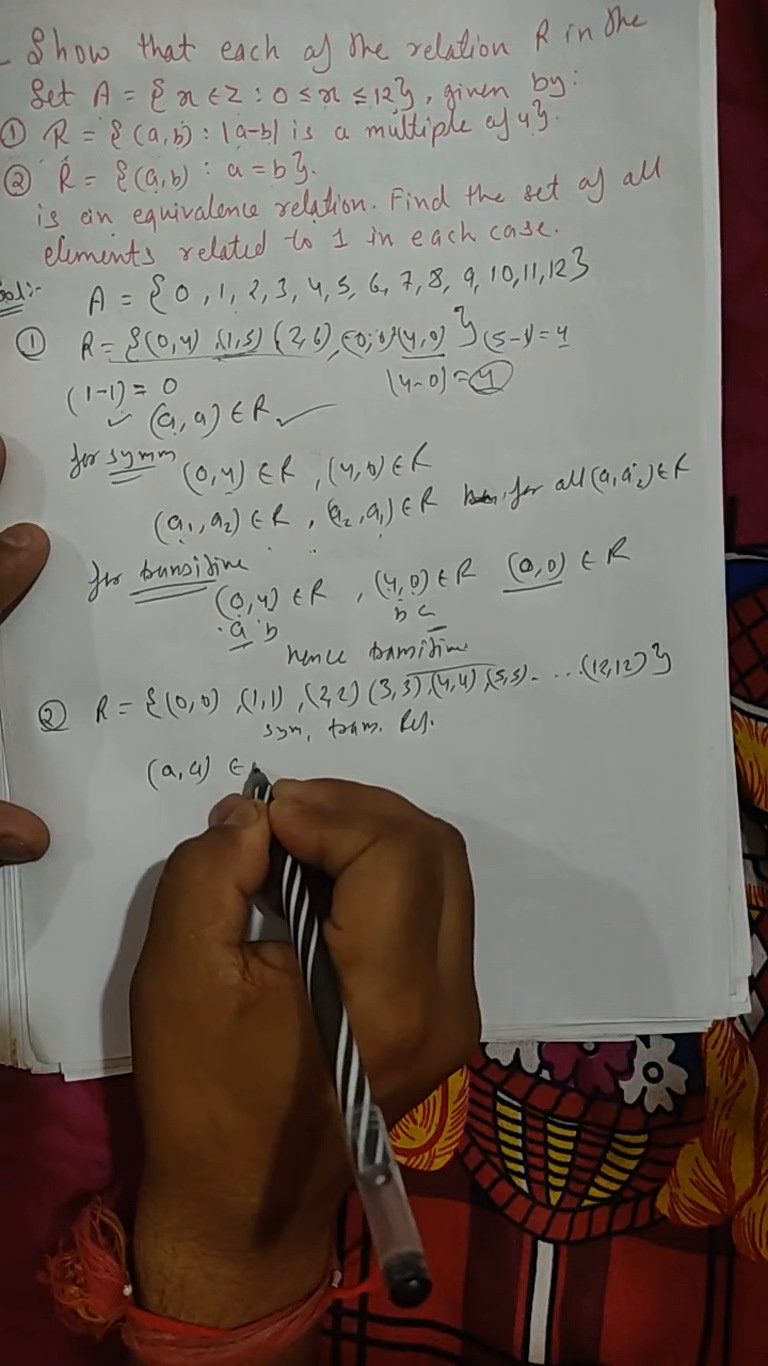 Show that each of the relation R in the
Set A = {x ∈ Z : 0 ≤ x ≤ 12}, given by:
① R = {(a,b) : |a-b| is a multiple of 4}.
② R = {(a,b) : a = b}.
is an equivalence relation. Find the set of all
elements related to 1 in each case.
Sol:- A = {0, 1, 2, 3, 4, 5, 6, 7, 8, 9, 10, 11, 12}
① R = {(0,4) (1,5) (2,6), (0,0) (4,0)} (5-1) = 4
(1-1) = 0 |4-0| = 4
✓ (a, a) ∈ R ✓
for symm (0,4) ∈ R, (4,0) ∈ R
(a₁, a₂) ∈ R, (a₂, a₁) ∈ R for all (a₁, a₂) ∈ R
for transitive (0,4) ∈ R, (4,0) ∈ R (0,0) ∈ R
a b b c
hence transitive
② R = {(0,0), (1,1), (2,2) (3,3), (4,4), (5,5)- ... (12,12)}
sym, tran. Ref.
(a, a) ∈